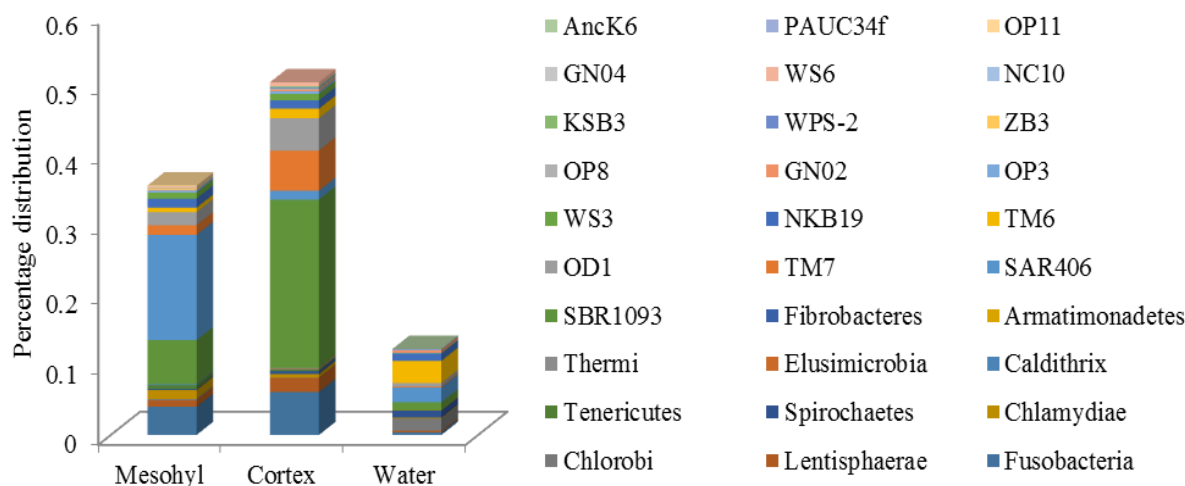 0.6
0.5
0.4
0.3
0.2
0.1
0
Percentage distribution
Mesohyl Cortex Water
AncK6 PAUC34f OP11
GN04 WS6 NC10
KSB3 WPS-2 ZB3
OP8 GN02 OP3
WS3 NKB19 TM6
OD1 TM7 SAR406
SBR1093 Fibrobacteres Armatimonadetes
Thermi Elusimicrobia Caldithrix
Tenericutes Spirochaetes Chlamydiae
Chlorobi Lentisphaerae Fusobacteria